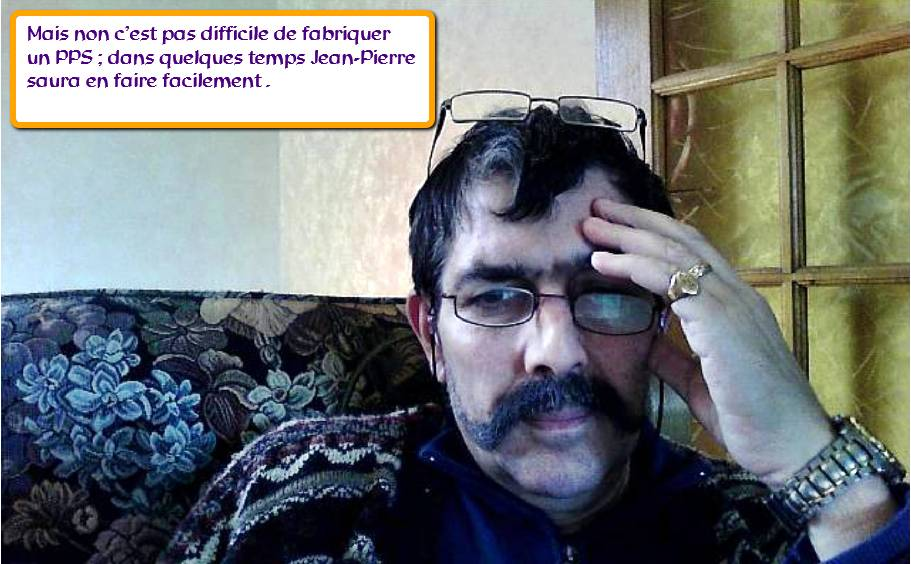 Mais non c'est pas difficile de fabriquer
un PPS ; dans quelques temps Jean-Pierre
saura en faire facilement .